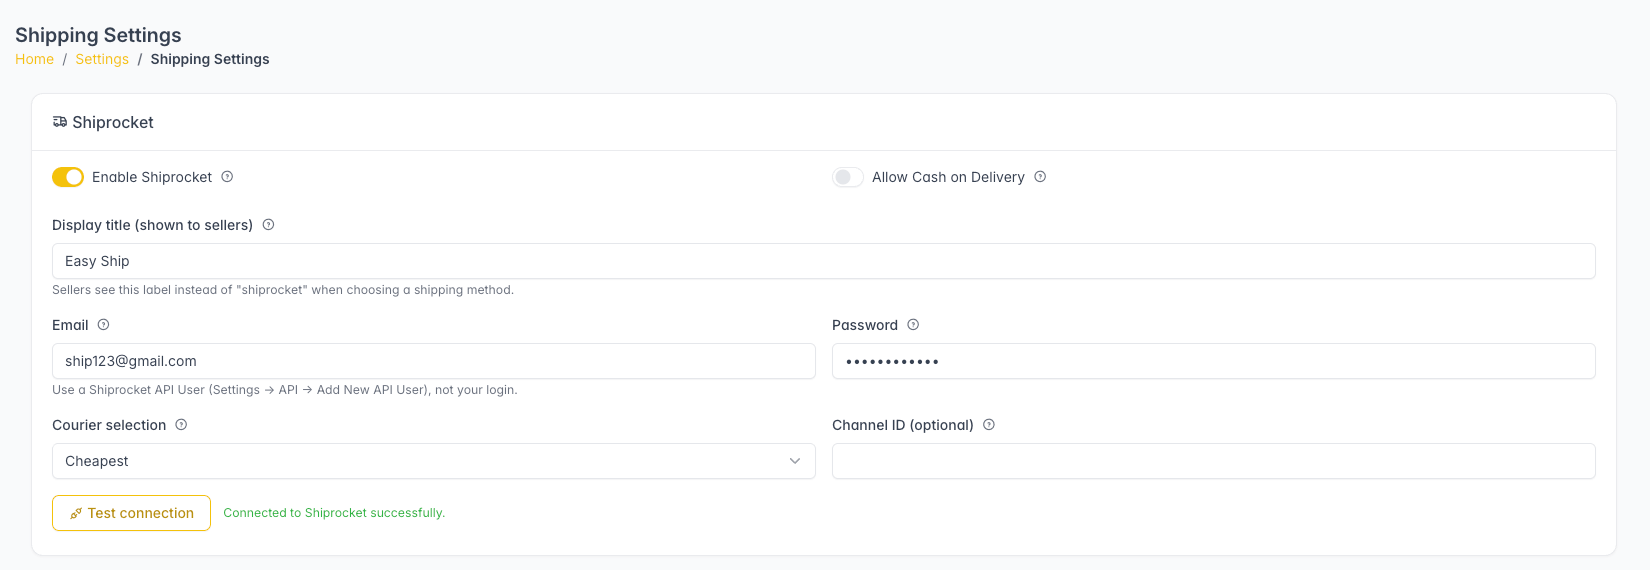 Shipping Settings
Home / Settings / Shipping Settings
Shiprocket
Enable Shiprocket
Allow Cash on Delivery
Display title (shown to sellers)
Easy Ship
Sellers see this label instead of "shiprocket" when choosing a shipping method.
Email
Password
ship123@gmail.com
••••••••••••
Use a Shiprocket API User (Settings → API → Add New API User), not your login.
Courier selection
Channel ID (optional)
Cheapest
Test connection
Connected to Shiprocket successfully.